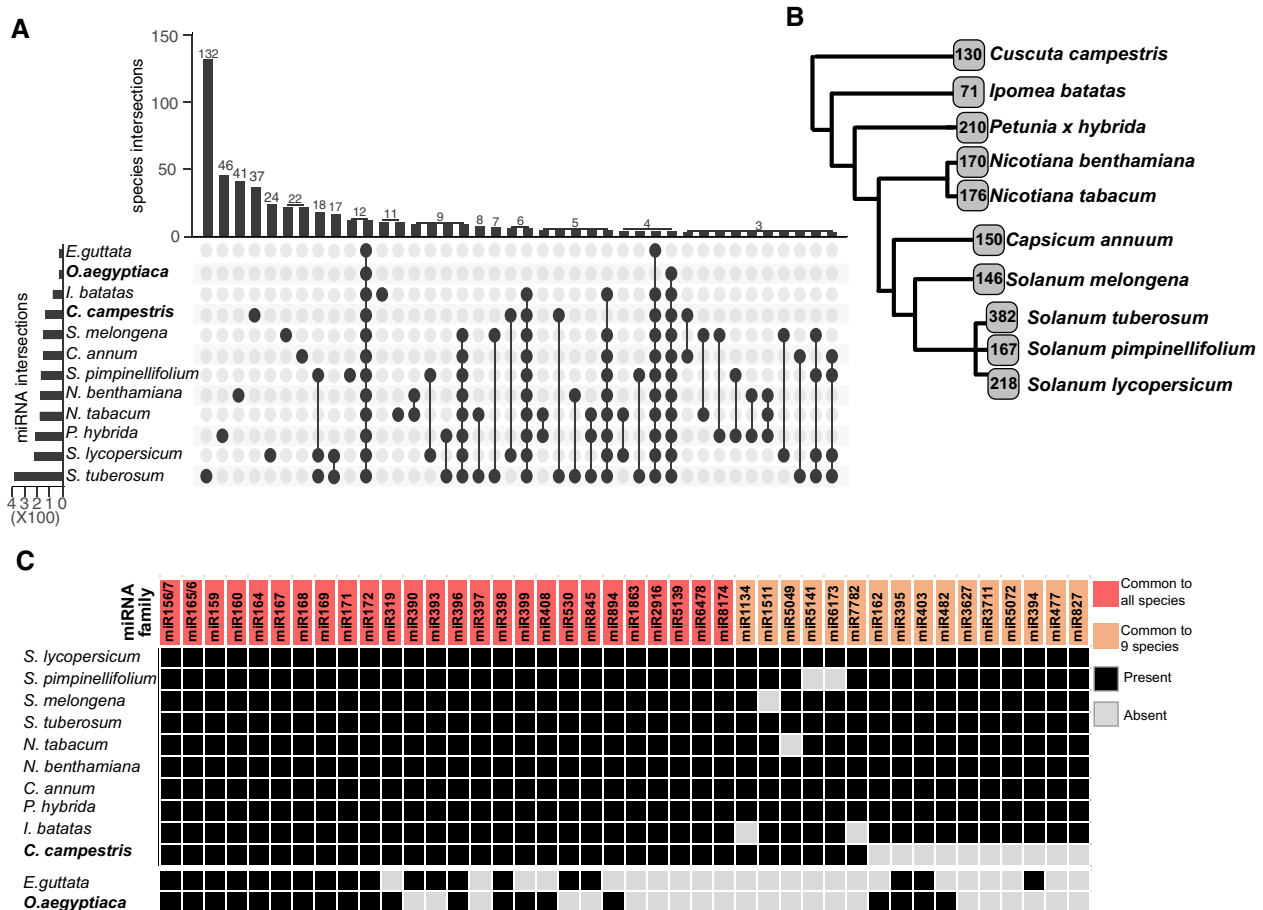 A
150
100
50
0
species intersections
132
46
41
37
24
22
18
17
12
11
9
8
7
6
5
4
3
E.guttata
O.aegyptiaca
I. batatas
C. campestris
S. melongena
C. annum
S. pimpinellifolium
N. benthamiana
N. tabacum
P. hybrida
S. lycopersicum
S. tuberosum
miRNA intersections
4 3 2 1 0
(X100)
B
130 Cuscuta campestris
71 Ipomea batatas
210 Petunia x hybrida
170 Nicotiana benthamiana
176 Nicotiana tabacum
150 Capsicum annuum
146 Solanum melongena
382 Solanum tuberosum
167 Solanum pimpinellifolium
218 Solanum lycopersicum
C
miRNA
family
miR156/7
miR165/6
miR159
miR160
miR164
miR167
miR168
miR169
miR171
miR172
miR319
miR390
miR393
miR396
miR397
miR398
miR399
miR408
miR530
miR845
miR894
miR1863
miR2916
miR5139
miR6478
miR8174
miR1134
miR1511
miR5049
miR5141
miR6173
miR7782
miR162
miR395
miR403
miR482
miR3627
miR3711
miR5072
miR394
miR477
miR827
Common to
all species
Common to
9 species
Present
Absent
S. lycopersicum
S. pimpinellifolium
S. melongena
S. tuberosum
N. tabacum
N. benthamiana
C. annum
P. hybrida
I. batatas
C. campestris
E.guttata
O.aegyptiaca